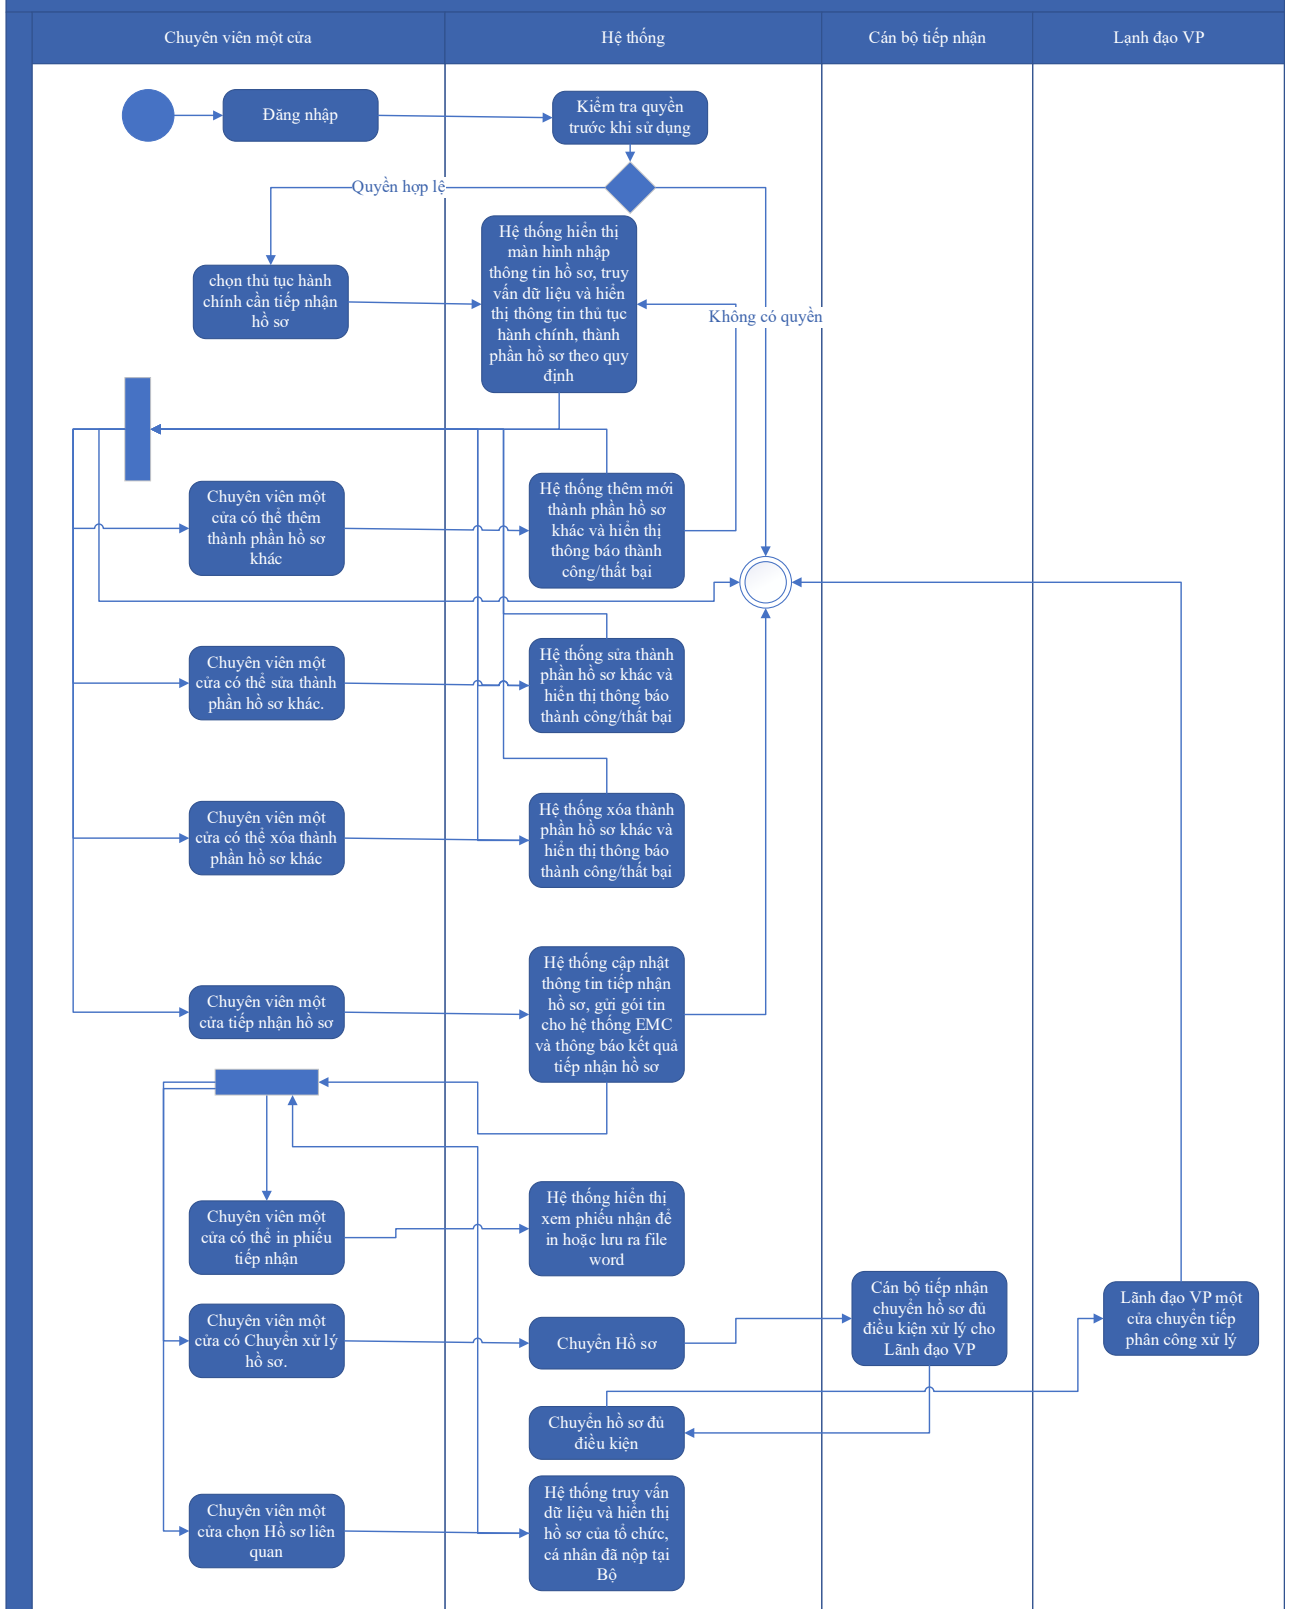 Chuyên viên một cửa
Hệ thống
Cán bộ tiếp nhận
Lạnh đạo VP
Đăng nhập
Kiểm tra quyền
trước khi sử dụng
Quyền hợp lệ
chọn thủ tục hành
chính cần tiếp nhận
hồ sơ
Hệ thống hiển thị
màn hình nhập
thông tin hồ sơ, truy
vấn dữ liệu và hiển
thị thông tin thủ tục
hành chính, thành
phần hồ sơ theo quy
định
Không có quyền
Chuyên viên một
cửa có thể thêm
thành phần hồ sơ
khác
Hệ thống thêm mới
thành phần hồ sơ
khác và hiển thị
thông báo thành
công/thất bại
Chuyên viên một
cửa có thể sửa thành
phần hồ sơ khác.
Hệ thống sửa thành
phần hồ sơ khác và
hiển thị thông báo
thành công/thất bại
Chuyên viên một
cửa có thể xóa thành
phần hồ sơ khác
Hệ thống xóa thành
phần hồ sơ khác và
hiển thị thông báo
thành công/thất bại
Chuyên viên một
cửa tiếp nhận hồ sơ
Hệ thống cập nhật
thông tin tiếp nhận
hồ sơ, gửi gói tin
cho hệ thống EMC
và thông báo kết quả
tiếp nhận hồ sơ
Chuyên viên một
cửa có thể in phiếu
tiếp nhận
Hệ thống hiển thị
xem phiếu nhận để
in hoặc lưu ra file
word
Chuyên viên một
cửa có Chuyển xử lý
hồ sơ.
Chuyển Hồ sơ
Cán bộ tiếp nhận
chuyển hồ sơ đủ
điều kiện xử lý cho
Lãnh đạo VP
Lãnh đạo VP một
cửa chuyển tiếp
phân công xử lý
Chuyển hồ sơ đủ
điều kiện
Chuyên viên một
cửa chọn Hồ sơ liên
quan
Hệ thống truy vấn
dữ liệu và hiển thị
hồ sơ của tổ chức,
cá nhân đã nộp tại
Bộ